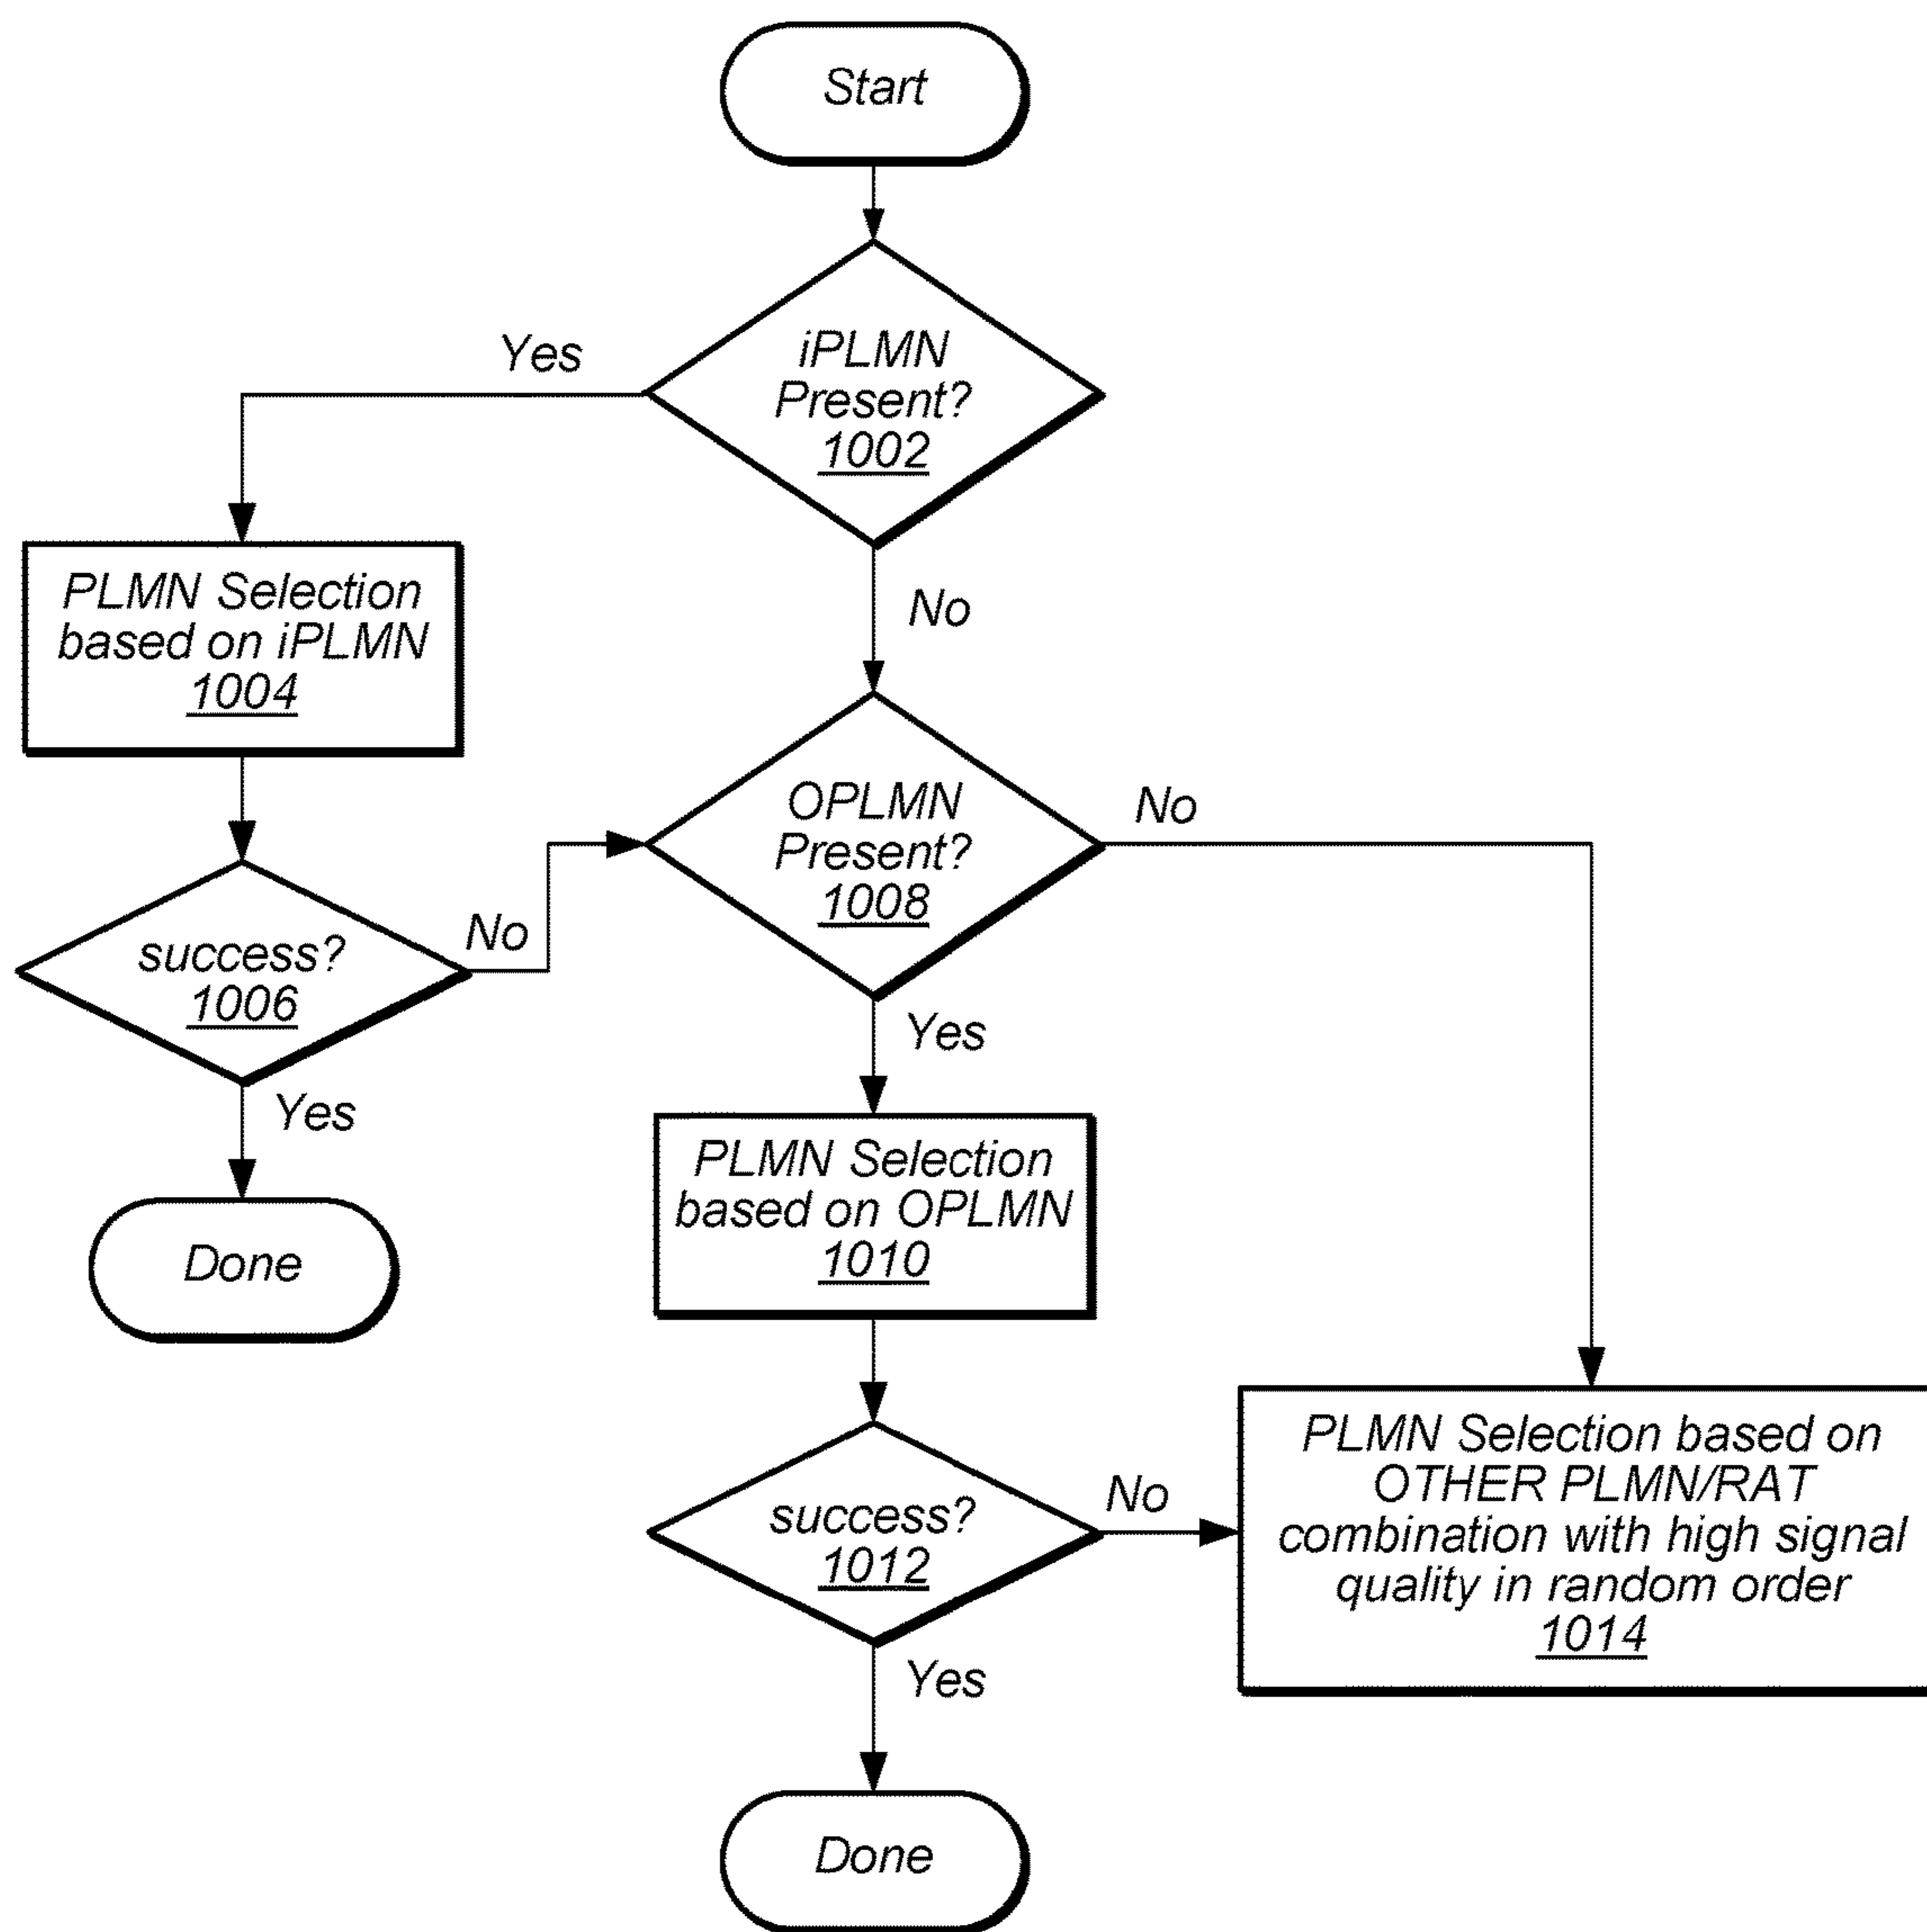 Start
iPLMN
Present?
1002
Yes
No
PLMN Selection
based on iPLMN
1004
success?
1006
No
Yes
Done
OPLMN
Present?
1008
No
Yes
PLMN Selection
based on OPLMN
1010
success?
1012
No
Yes
Done
PLMN Selection based on
OTHER PLMN/RAT
combination with high signal
quality in random order
1014